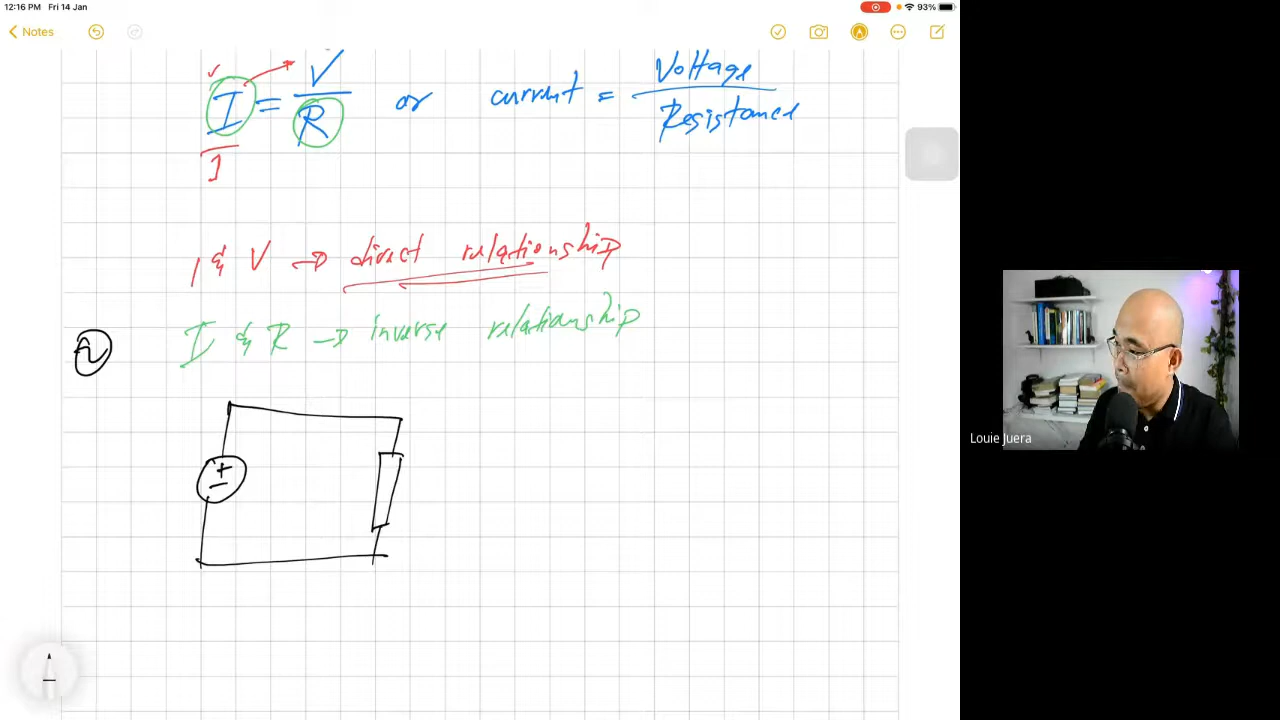 12:16 PM Fri 14 Jan
93%
Notes
I = V/R or current = Voltage/Resistance
I
I & V → direct relationship
I & R → inverse relationship
+
-
Louie Juera